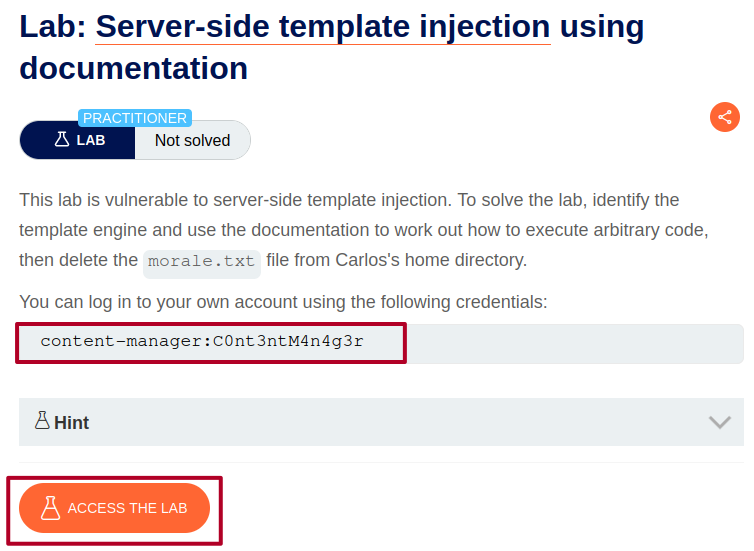 Lab: Server-side template injection using
documentation
PRACTITIONER
LAB
Not solved
This lab is vulnerable to server-side template injection. To solve the lab, identify the
template engine and use the documentation to work out how to execute arbitrary code,
then delete the morale.txt file from Carlos's home directory.
You can log in to your own account using the following credentials:
content-manager:C0nt3ntM4n4g3r
Hint
ACCESS THE LAB